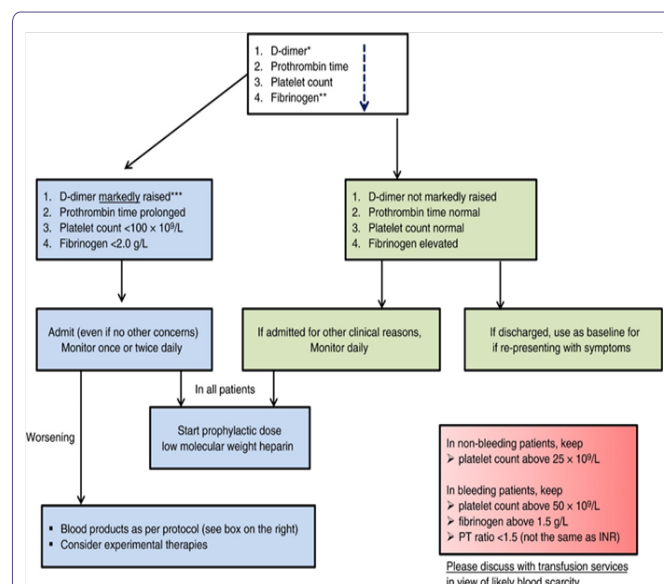 1. D-dimer*
2. Prothrombin time
3. Platelet count
4. Fibrinogen**
1. D-dimer markedly raised***
2. Prothrombin time prolonged
3. Platelet count <100 × 10⁹/L
4. Fibrinogen <2.0 g/L
1. D-dimer not markedly raised
2. Prothrombin time normal
3. Platelet count normal
4. Fibrinogen elevated
Admit (even if no other concerns)
Monitor once or twice daily
If admitted for other clinical reasons,
Monitor daily
If discharged, use as baseline for
if re-presenting with symptoms
In all patients
Start prophylactic dose
low molecular weight heparin
Worsening
▪ Blood products as per protocol (see box on the right)
▪ Consider experimental therapies
In non-bleeding patients, keep
➢ platelet count above 25 × 10⁹/L
In bleeding patients, keep
➢ platelet count above 50 × 10⁹/L
➢ fibrinogen above 1.5 g/L
➢ PT ratio <1.5 (not the same as INR)
Please discuss with transfusion services
in view of likely blood scarcity